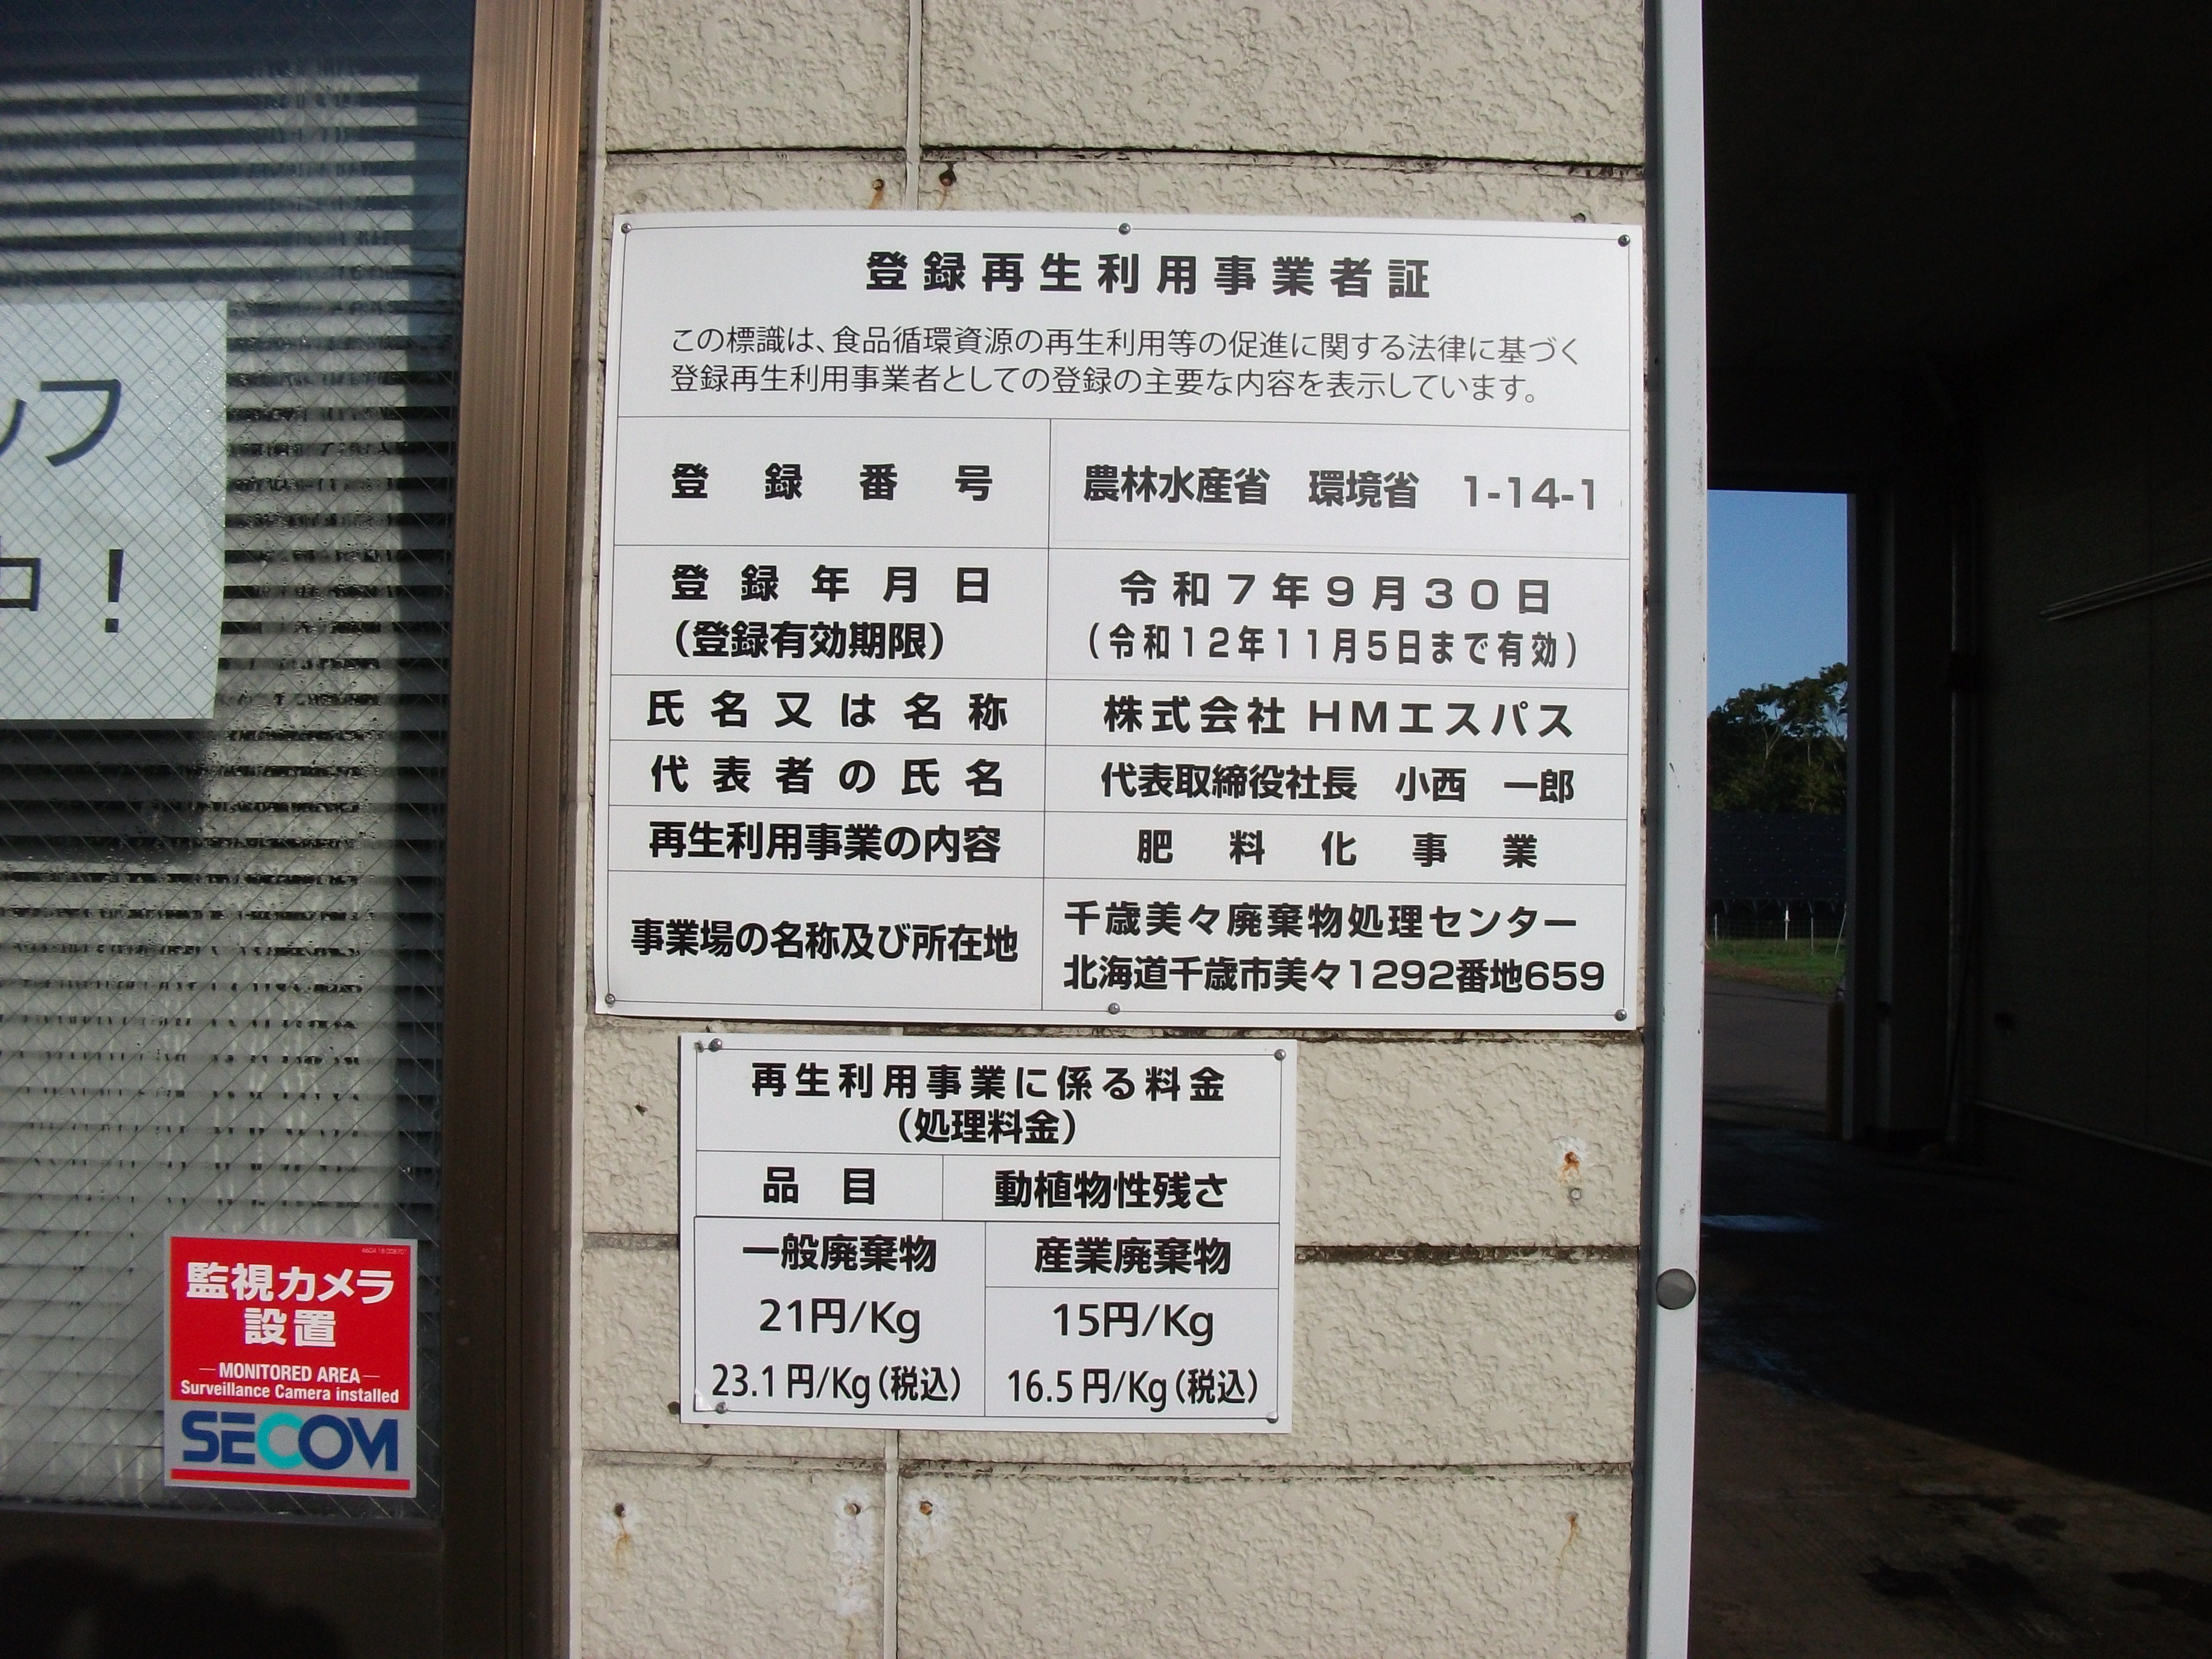 登録再生利用事業者証
この標識は、食品循環資源の再生利用等の促進に関する法律に基づく
登録再生利用事業者としての登録の主要な内容を表示しています。
登録番号 農林水産省 環境省 1-14-1
登録年月日 令和7年9月30日
（登録有効期限） （令和12年11月5日まで有効）
氏名又は名称 株式会社 HMエスパス
代表者の氏名 代表取締役社長 小西 一郎
再生利用事業の内容 肥料化事業
事業場の名称及び所在地 千歳美々廃棄物処理センター
北海道千歳市美々1292番地659
再生利用事業に係る料金
（処理料金）
品目 動植物性残さ
一般廃棄物 産業廃棄物
21円/Kg 15円/Kg
23.1円/Kg（税込） 16.5円/Kg（税込）
フ
中！
監視カメラ
設置
—MONITORED AREA—
Surveillance Camera installed
SECOM